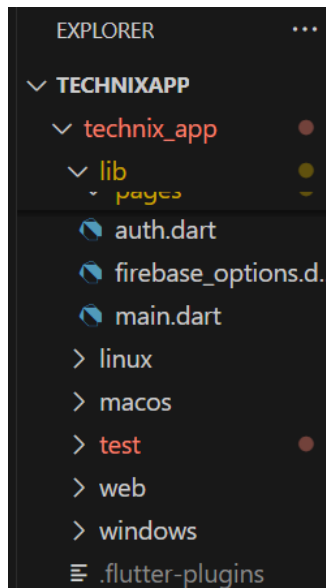 EXPLORER
TECHNIXAPP
technix_app
lib
pages
auth.dart
firebase_options.d.
main.dart
linux
macos
test
web
windows
.flutter-plugins